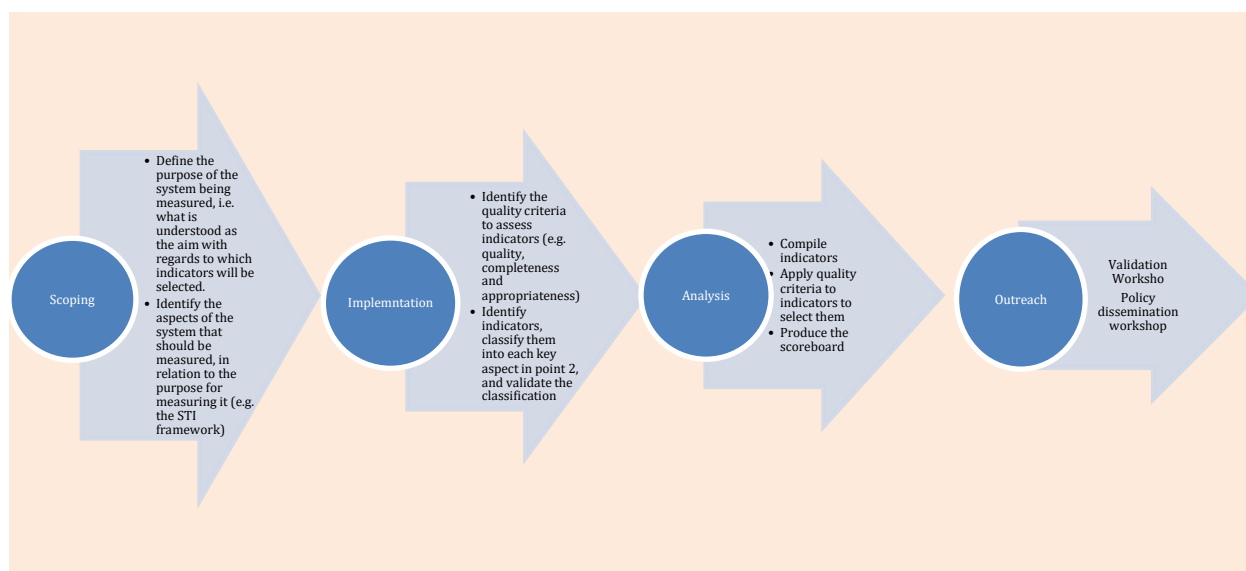 Scoping
• Define the
purpose of the
system being
measured, i.e.
what is
understood as
the aim with
regards to which
indicators will be
selected.
• Identify the
aspects of the
system that
should be
measured, in
relation to the
purpose for
measuring it (e.g.
the STI
framework)
Implemntation
• Identify the
quality criteria
to assess
indicators (e.g.
quality,
completeness
and
appropriateness)
• Identify
indicators,
classify them
into each key
aspect in point 2,
and validate the
classification
Analysis
• Compile
indicators
• Apply quality
criteria to
indicators to
select them
• Produce the
scoreboard
Outreach
Validation
Worksho
Policy
dissemination
workshop